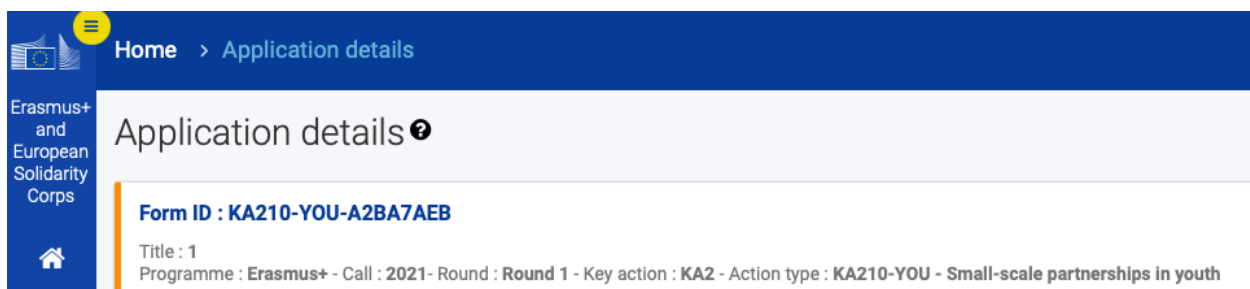 Home > Application details
Erasmus+
and
European
Solidarity
Corps
Application details
Form ID : KA210-YOU-A2BA7AEB
Title : 1
Programme : Erasmus+ - Call : 2021- Round : Round 1 - Key action : KA2 - Action type : KA210-YOU - Small-scale partnerships in youth